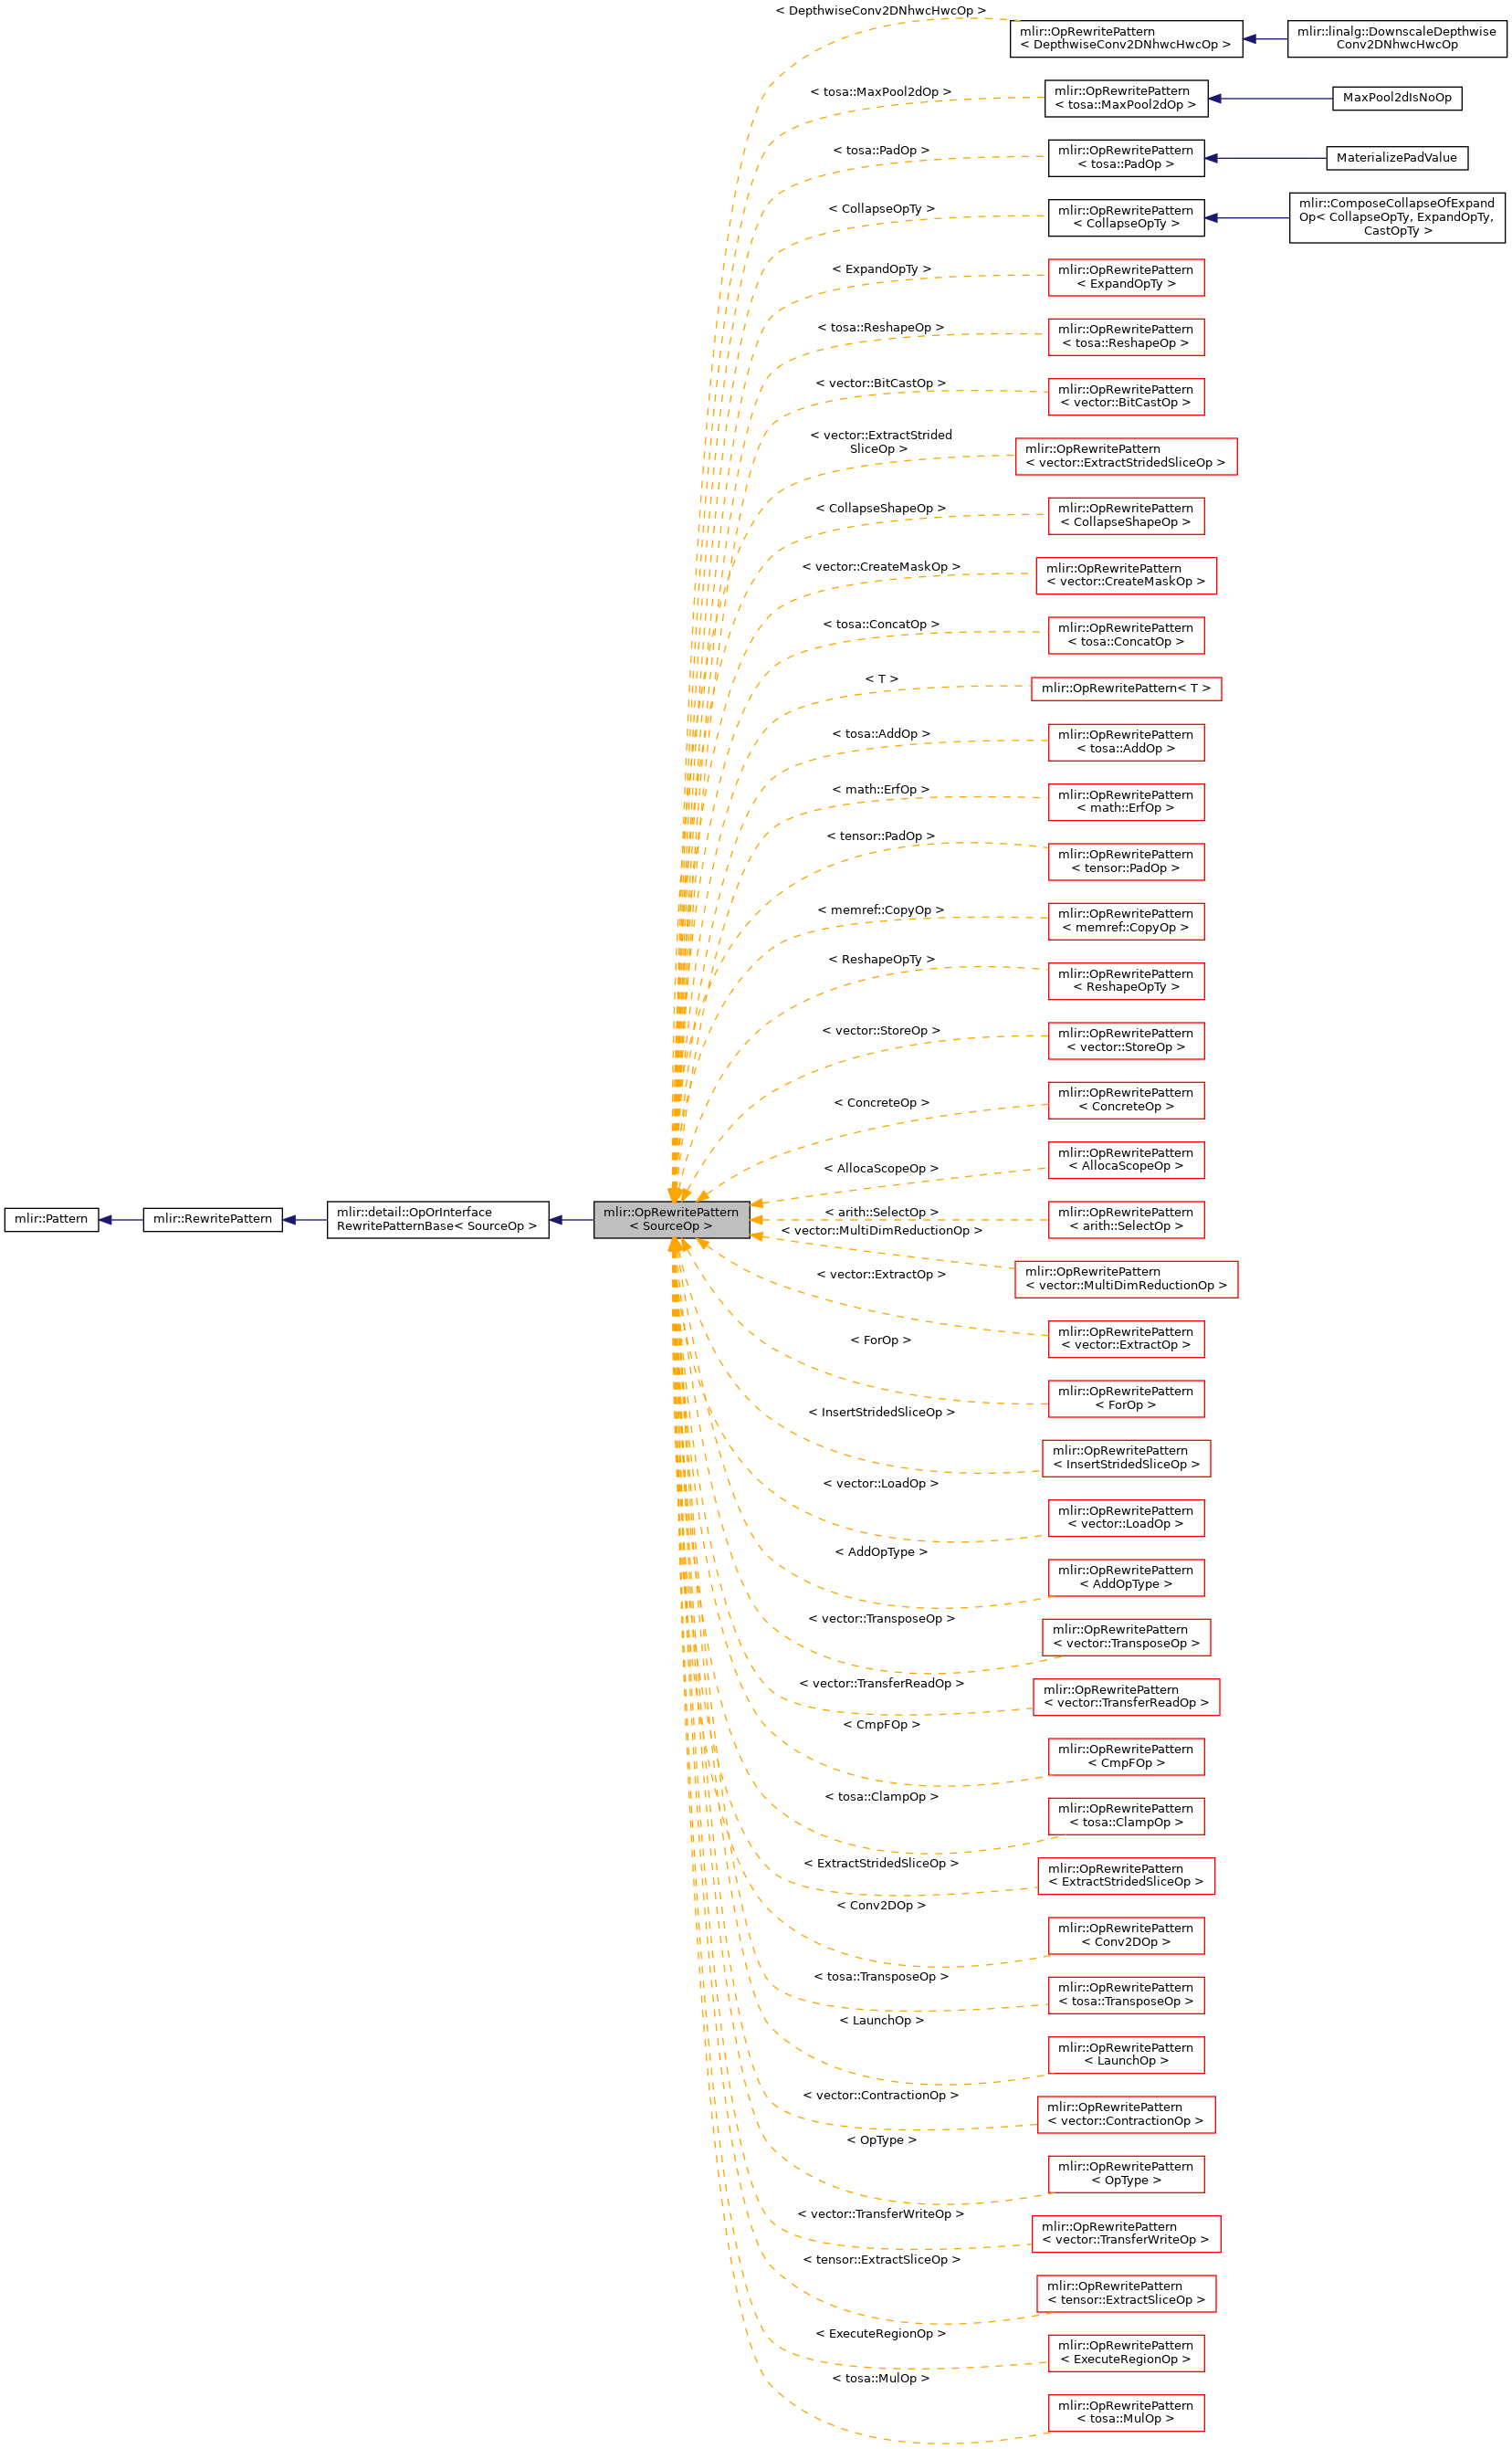 < DepthwiseConv2DNhwcHwcOp >
mlir::OpRewritePattern
< DepthwiseConv2DNhwcHwcOp >
mlir::linalg::DownscaleDepthwise
Conv2DNhwcHwcOp
< tosa::MaxPool2dOp >
mlir::OpRewritePattern
< tosa::MaxPool2dOp >
MaxPool2dIsNoOp
< tosa::PadOp >
mlir::OpRewritePattern
< tosa::PadOp >
MaterializePadValue
< CollapseOpTy >
mlir::OpRewritePattern
< CollapseOpTy >
mlir::ComposeCollapseOfExpand
Op< CollapseOpTy, ExpandOpTy,
CastOpTy >
< ExpandOpTy >
mlir::OpRewritePattern
< ExpandOpTy >
< tosa::ReshapeOp >
mlir::OpRewritePattern
< tosa::ReshapeOp >
< vector::BitCastOp >
mlir::OpRewritePattern
< vector::BitCastOp >
< vector::ExtractStrided
SliceOp >
mlir::OpRewritePattern
< vector::ExtractStridedSliceOp >
< CollapseShapeOp >
mlir::OpRewritePattern
< CollapseShapeOp >
< vector::CreateMaskOp >
mlir::OpRewritePattern
< vector::CreateMaskOp >
< tosa::ConcatOp >
mlir::OpRewritePattern
< tosa::ConcatOp >
< T >
mlir::OpRewritePattern< T >
< tosa::AddOp >
mlir::OpRewritePattern
< tosa::AddOp >
< math::ErfOp >
mlir::OpRewritePattern
< math::ErfOp >
< tensor::PadOp >
mlir::OpRewritePattern
< tensor::PadOp >
< memref::CopyOp >
mlir::OpRewritePattern
< memref::CopyOp >
< ReshapeOpTy >
mlir::OpRewritePattern
< ReshapeOpTy >
< vector::StoreOp >
mlir::OpRewritePattern
< vector::StoreOp >
< ConcreteOp >
mlir::OpRewritePattern
< ConcreteOp >
< AllocaScopeOp >
mlir::OpRewritePattern
< AllocaScopeOp >
mlir::Pattern
mlir::RewritePattern
mlir::detail::OpOrInterface
RewritePatternBase< SourceOp >
mlir::OpRewritePattern
< SourceOp >
< arith::SelectOp >
mlir::OpRewritePattern
< arith::SelectOp >
< vector::MultiDimReductionOp >
mlir::OpRewritePattern
< vector::MultiDimReductionOp >
< vector::ExtractOp >
mlir::OpRewritePattern
< vector::ExtractOp >
< ForOp >
mlir::OpRewritePattern
< ForOp >
< InsertStridedSliceOp >
mlir::OpRewritePattern
< InsertStridedSliceOp >
< vector::LoadOp >
mlir::OpRewritePattern
< vector::LoadOp >
< AddOpType >
mlir::OpRewritePattern
< AddOpType >
< vector::TransposeOp >
mlir::OpRewritePattern
< vector::TransposeOp >
< vector::TransferReadOp >
mlir::OpRewritePattern
< vector::TransferReadOp >
< CmpFOp >
mlir::OpRewritePattern
< CmpFOp >
< tosa::ClampOp >
mlir::OpRewritePattern
< tosa::ClampOp >
< ExtractStridedSliceOp >
mlir::OpRewritePattern
< ExtractStridedSliceOp >
< Conv2DOp >
mlir::OpRewritePattern
< Conv2DOp >
< tosa::TransposeOp >
mlir::OpRewritePattern
< tosa::TransposeOp >
< LaunchOp >
mlir::OpRewritePattern
< LaunchOp >
< vector::ContractionOp >
mlir::OpRewritePattern
< vector::ContractionOp >
< OpType >
mlir::OpRewritePattern
< OpType >
< vector::TransferWriteOp >
mlir::OpRewritePattern
< vector::TransferWriteOp >
< tensor::ExtractSliceOp >
mlir::OpRewritePattern
< tensor::ExtractSliceOp >
< ExecuteRegionOp >
mlir::OpRewritePattern
< ExecuteRegionOp >
< tosa::MulOp >
mlir::OpRewritePattern
< tosa::MulOp >